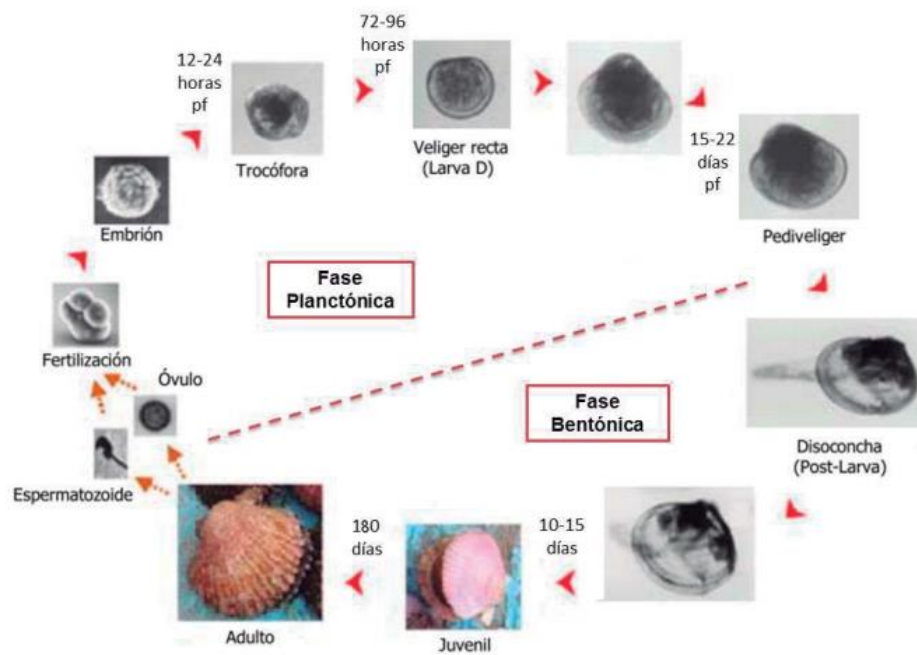 12-24
horas
pf
Trocófora
72-96
horas
pf
Veliger recta
(Larva D)
15-22
días
pf
Pediveliger
Embrión
Fase
Planctónica
Fertilización
Óvulo
Espermatozoide
Fase
Bentónica
Disoconcha
(Post-Larva)
10-15
días
180
días
Adulto
Juvenil